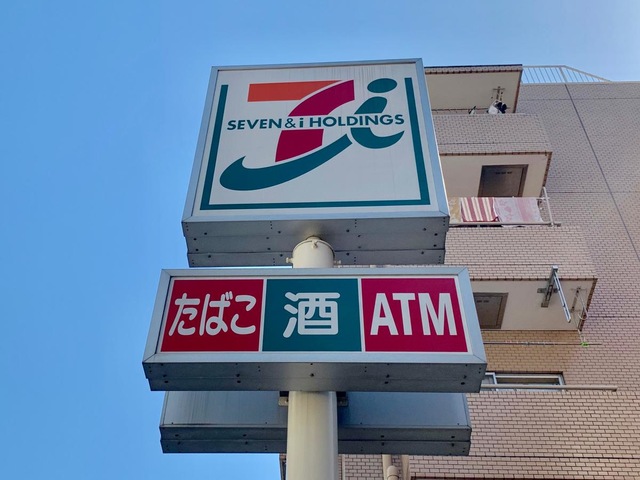 SEVEN & i HOLDINGS
たばこ 酒 ATM